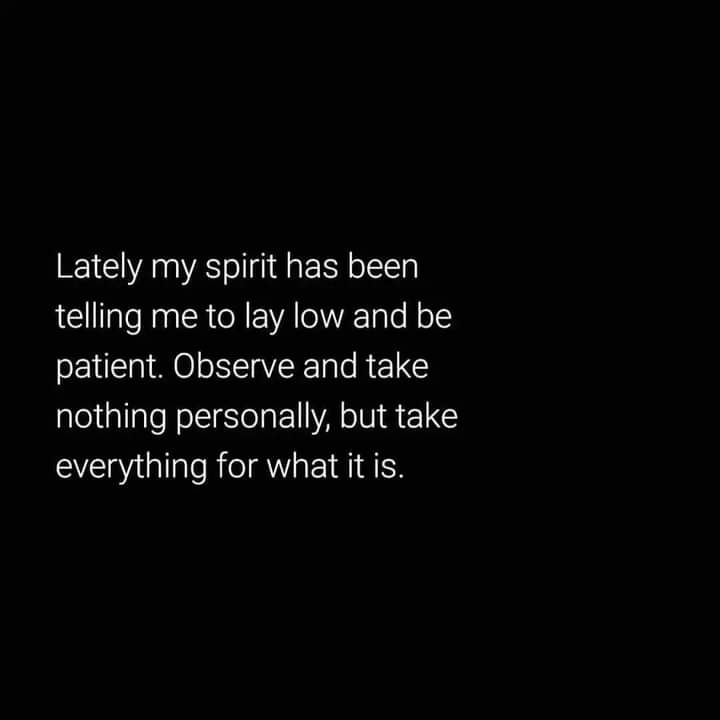 Lately my spirit has been
telling me to lay low and be
patient. Observe and take
nothing personally, but take
everything for what it is.